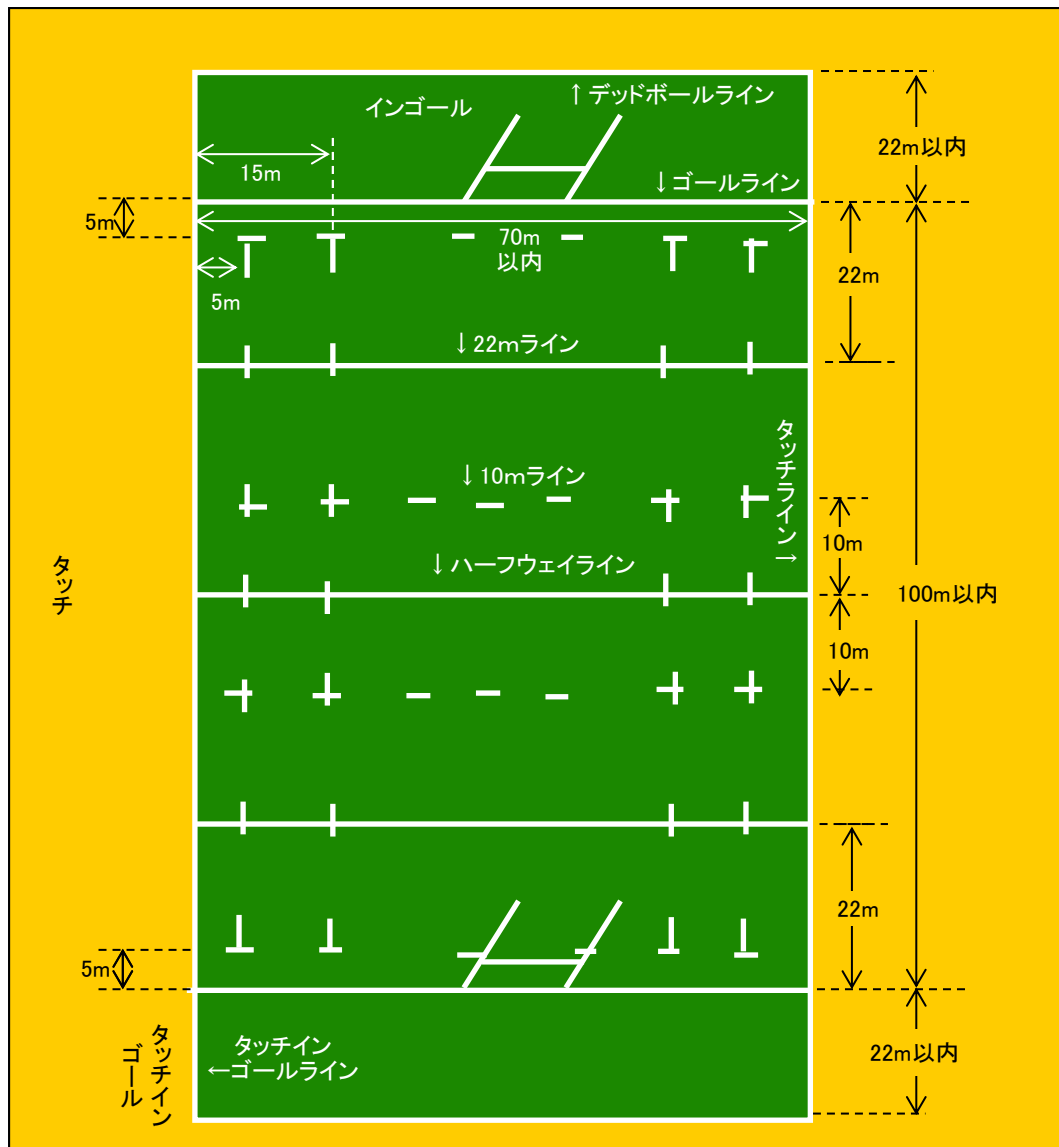 インゴール
↑デッドボールライン
22m以内
15m
↓ゴールライン
5m
70m
以内
22m
5m
↓22mライン
タッチライン→
↓10mライン
10m
↓ハーフウェイライン
タッチ
100m以内
10m
22m
5m
タッチイン
ゴール
タッチイン
←ゴールライン
22m以内